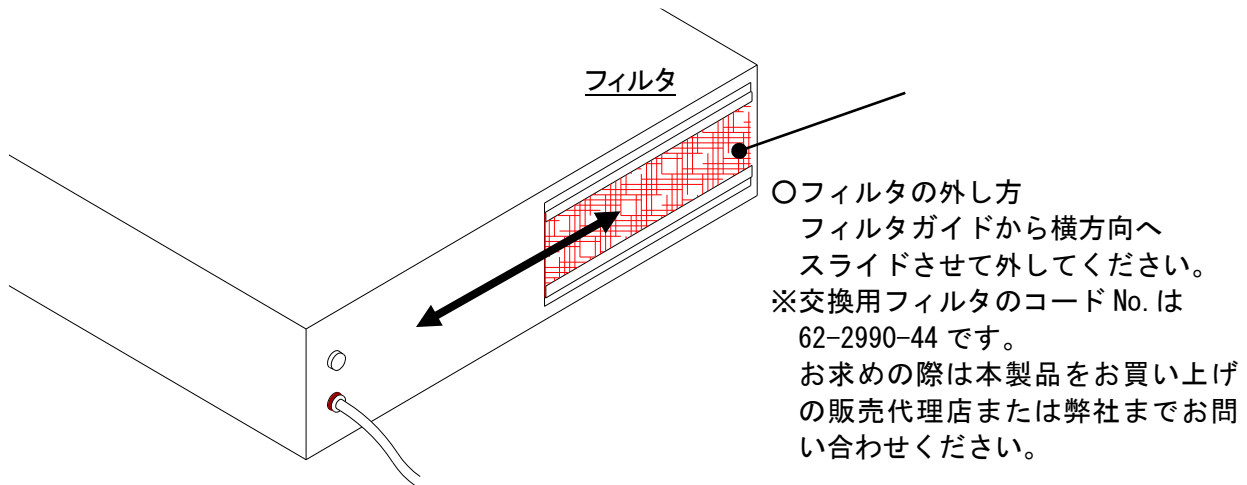 フィルタ
○フィルタの外し方
フィルタガイドから横方向へ
スライドさせて外してください。
※交換用フィルタのコード No. は
62-2990-44 です。
お求めの際は本製品をお買い上げ
の販売代理店または弊社までお問
い合わせください。